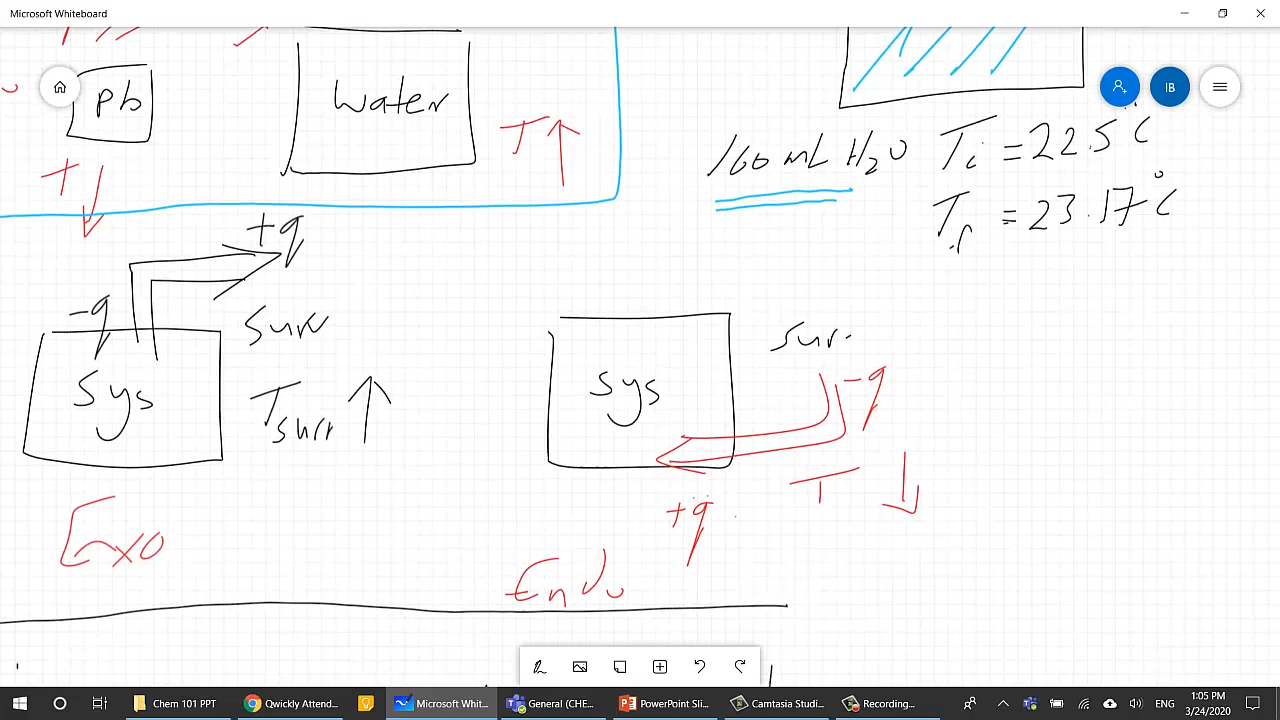 Microsoft Whiteboard
Pb
Water
T↑
T↓
160 mL H2O
Ti = 22.5°C
Tf = 23.17°C
IB
+q
-q
surr
sys
Tsurr ↑
Exo
sys
surr
-q
T ↓
+q
Endo
Chem 101 PPT
Qwickly Attend...
Microsoft Whit...
General (CHE...
PowerPoint Sli...
Camtasia Studi...
Recording...
ENG
1:05 PM
3/24/2020